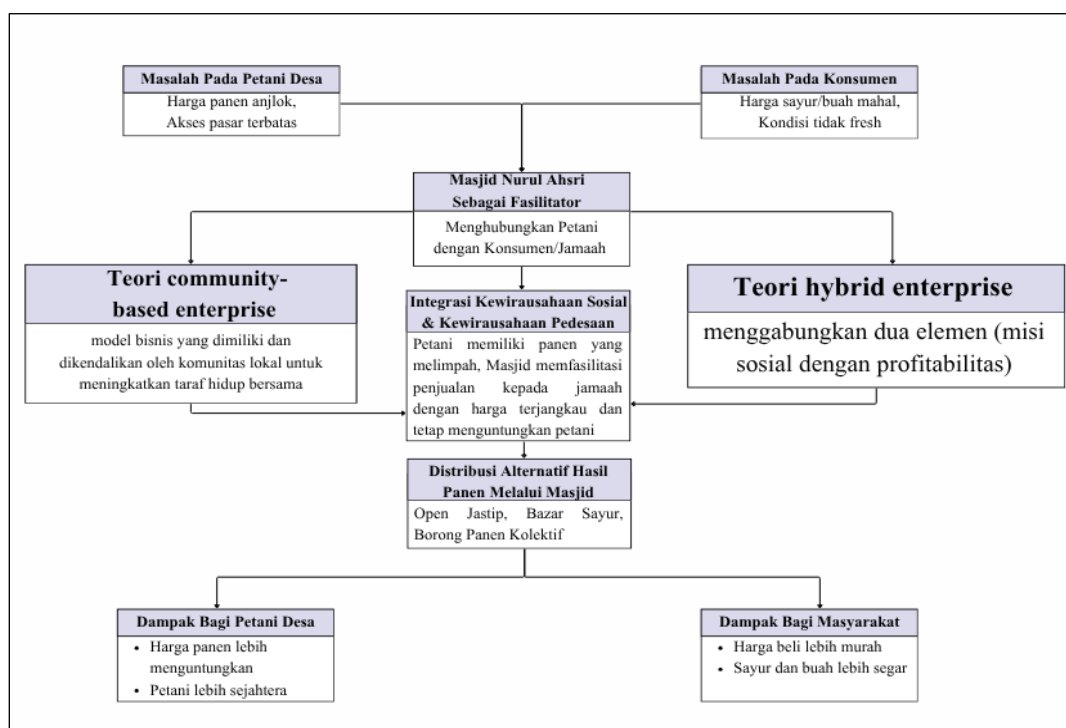 Masalah Pada Petani Desa
Harga panen anjlok,
Akses pasar terbatas
Masalah Pada Konsumen
Harga sayur/buah mahal,
Kondisi tidak fresh
Masjid Nurul Ahsri
Sebagai Fasilitator
Menghubungkan Petani
dengan Konsumen/Jamaah
Teori community-
based enterprise
model bisnis yang dimiliki dan
dikendalikan oleh komunitas lokal untuk
meningkatkan taraf hidup bersama
Teori hybrid enterprise
menggabungkan dua elemen (misi
sosial dengan profitabilitas)
Integrasi Kewirausahaan Sosial
& Kewirausahaan Pedesaan
Petani memiliki panen yang
melimpah, Masjid memfasilitasi
penjualan kepada jamaah
dengan harga terjangkau dan
tetap menguntungkan petani
Distribusi Alternatif Hasil
Panen Melalui Masjid
Open Jastip, Bazar Sayur,
Borong Panen Kolektif
Dampak Bagi Petani Desa
• Harga panen lebih
menguntungkan
• Petani lebih sejahtera
Dampak Bagi Masyarakat
• Harga beli lebih murah
• Sayur dan buah lebih segar